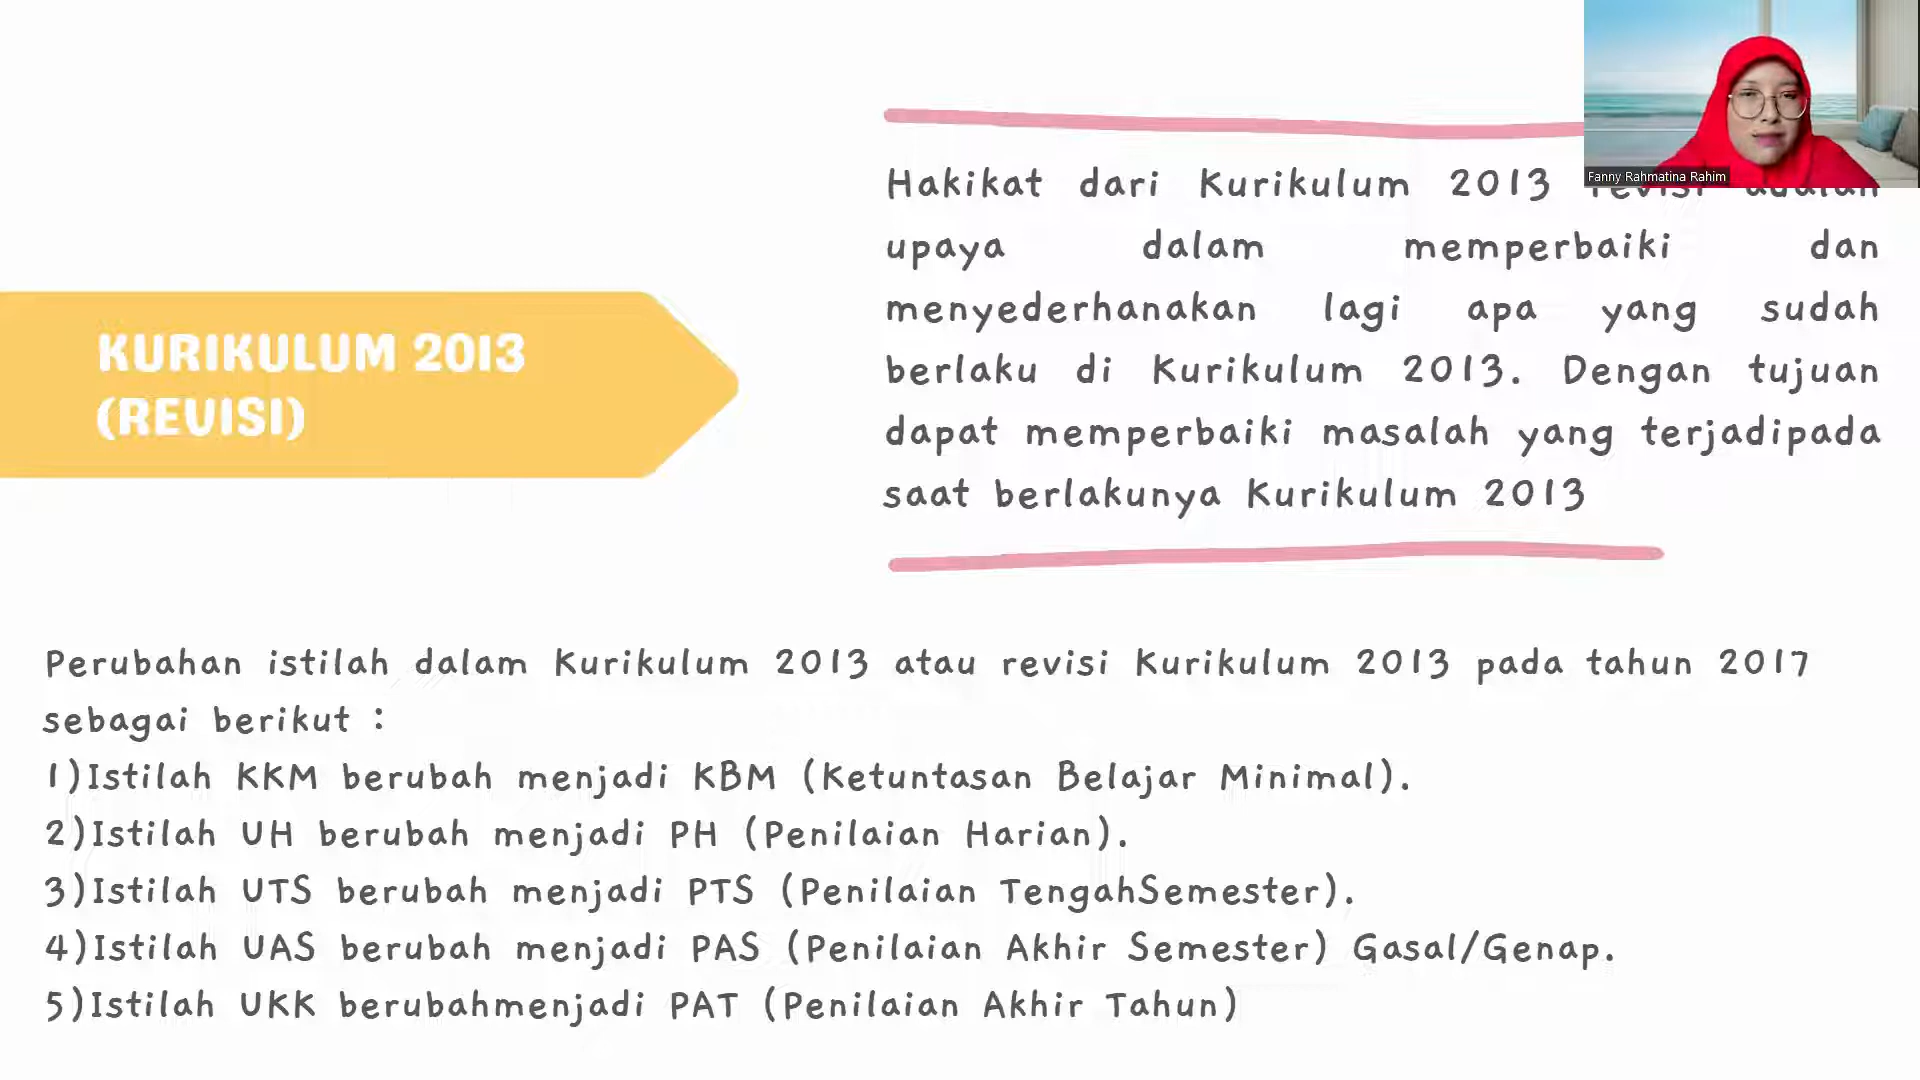 Fanny Rahmatina Rahim
Hakikat dari Kurikulum 2013 revisi adalah
upaya dalam memperbaiki dan
menyederhanakan lagi apa yang sudah
berlaku di Kurikulum 2013. Dengan tujuan
dapat memperbaiki masalah yang terjadipada
saat berlakunya Kurikulum 2013
KURIKULUM 2013
(REVISI)
Perubahan istilah dalam Kurikulum 2013 atau revisi Kurikulum 2013 pada tahun 2017
sebagai berikut :
1)Istilah KKM berubah menjadi KBM (Ketuntasan Belajar Minimal).
2)Istilah UH berubah menjadi PH (Penilaian Harian).
3)Istilah UTS berubah menjadi PTS (Penilaian TengahSemester).
4)Istilah UAS berubah menjadi PAS (Penilaian Akhir Semester) Gasal/Genap.
5)Istilah UKK berubahmenjadi PAT (Penilaian Akhir Tahun)